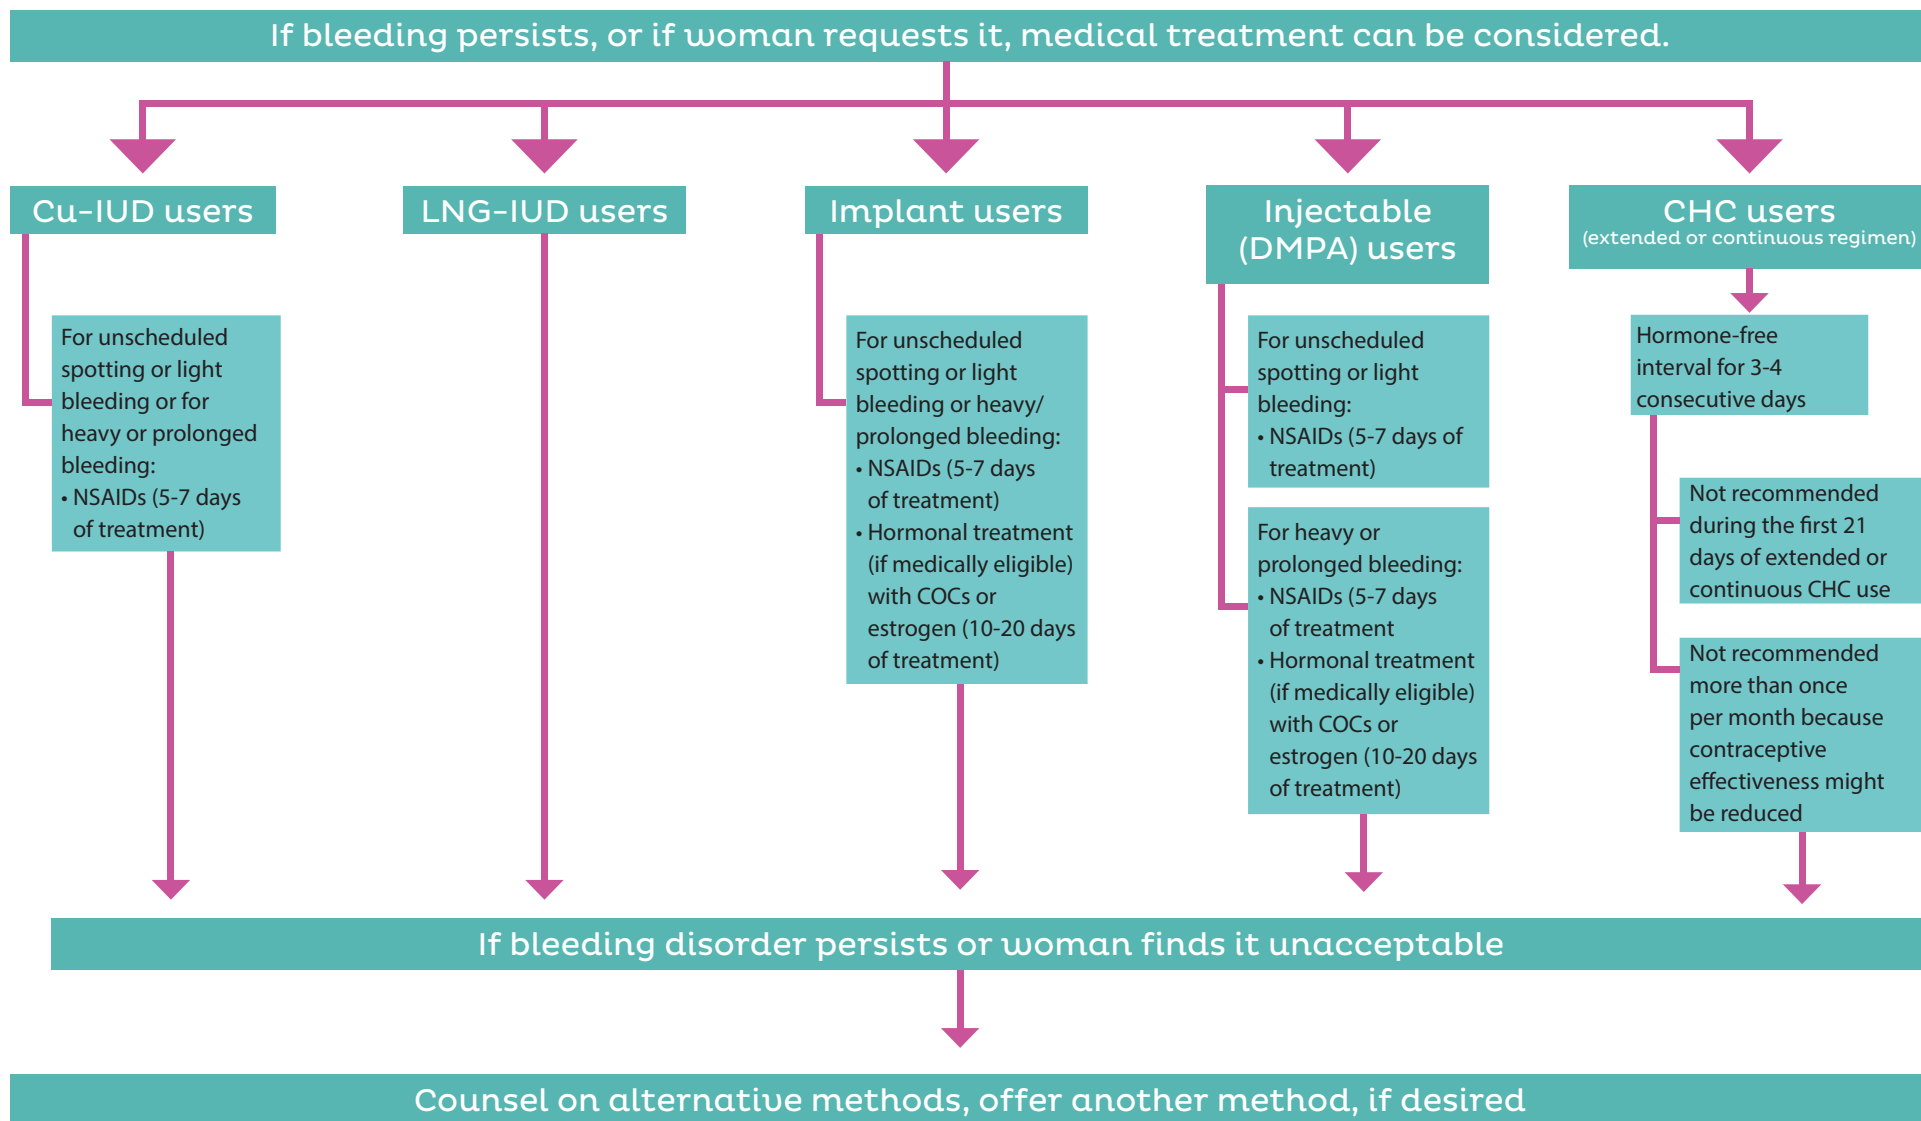 If bleeding persists, or if woman requests it, medical treatment can be considered.
Cu-IUD users
For unscheduled
spotting or light
bleeding or for
heavy or prolonged
bleeding:
• NSAIDs (5-7 days
of treatment)
LNG-IUD users
Implant users
For unscheduled
spotting or light
bleeding or heavy/
prolonged bleeding:
• NSAIDs (5-7 days
of treatment)
• Hormonal treatment
(if medically eligible)
with COCs or
estrogen (10-20 days
of treatment)
Injectable
(DMPA) users
For unscheduled
spotting or light
bleeding:
• NSAIDs (5-7 days of
treatment)
For heavy or
prolonged bleeding:
• NSAIDs (5-7 days
of treatment
• Hormonal treatment
(if medically eligible)
with COCs or
estrogen (10-20 days
of treatment)
CHC users
(extended or continuous regimen)
Hormone-free
interval for 3-4
consecutive days
Not recommended
during the first 21
days of extended or
continuous CHC use
Not recommended
more than once
per month because
contraceptive
effectiveness might
be reduced
If bleeding disorder persists or woman finds it unacceptable
Counsel on alternative methods, offer another method, if desired